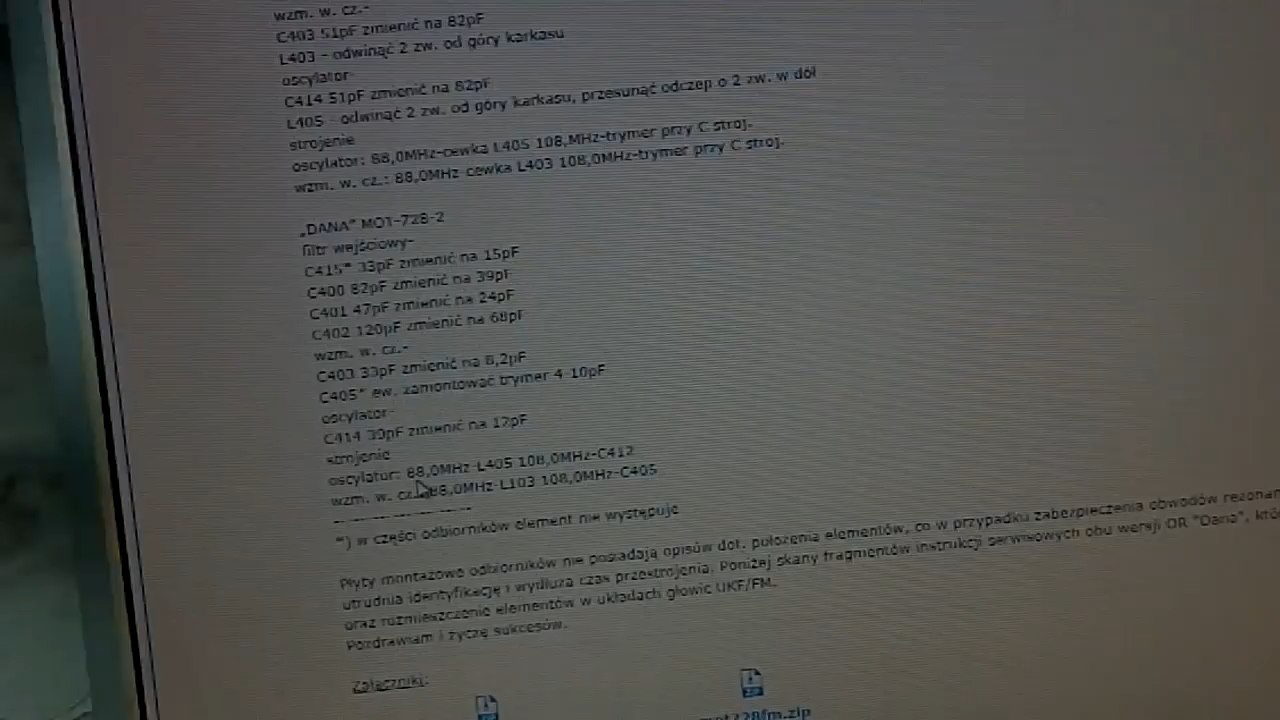 wzm. w. cz.-
C403 51pF zmienić na 82pF
L403 - odwinąć 2 zw. od góry karkasu
oscylator-
C414 51pF zmienić na 82pF
L405 - odwinąć 2 zw. od góry karkasu, przesunąć odczep o 2 zw. w dół
strojenie
oscylator: 88,0MHz-cewka L405 108,MHz-trymer przy C stroj.
wzm. w. cz.: 88,0MHz-cewka L403 108,0MHz-trymer przy C stroj.
„DANA" MOT-728-2
filtr wejściowy-
C415* 33pF zmienić na 15pF
C400 82pF zmienić na 39pF
C401 47pF zmienić na 24pF
C402 120pF zmienić na 68pF
wzm. w. cz.-
C403 33pF zmienić na 8,2pF
C405* ew. zamontować trymer 4-10pF
oscylator-
C414 39pF zmienić na 12pF
strojenie
oscylator: 88,0MHz-L405 108,0MHz-C412
wzm. w. cz.: 88,0MHz-L103 108,0MHz-C405
--------------------
*) w części odbiorników element nie występuje
Płyty montażowe odbiorników nie posiadają opisów dot. położenia elementów, co w przypadku zabezpieczenia obwodów
utrudnia identyfikację i wydłuża czas przestrojenia. Poniżej skany fragmentów instrukcji serwisowych obu wersji OR "Dana",
oraz rozmieszczenie elementów w układach głowic UKF/FM.
Pozdrawiam i życzę sukcesów.
Załączniki: